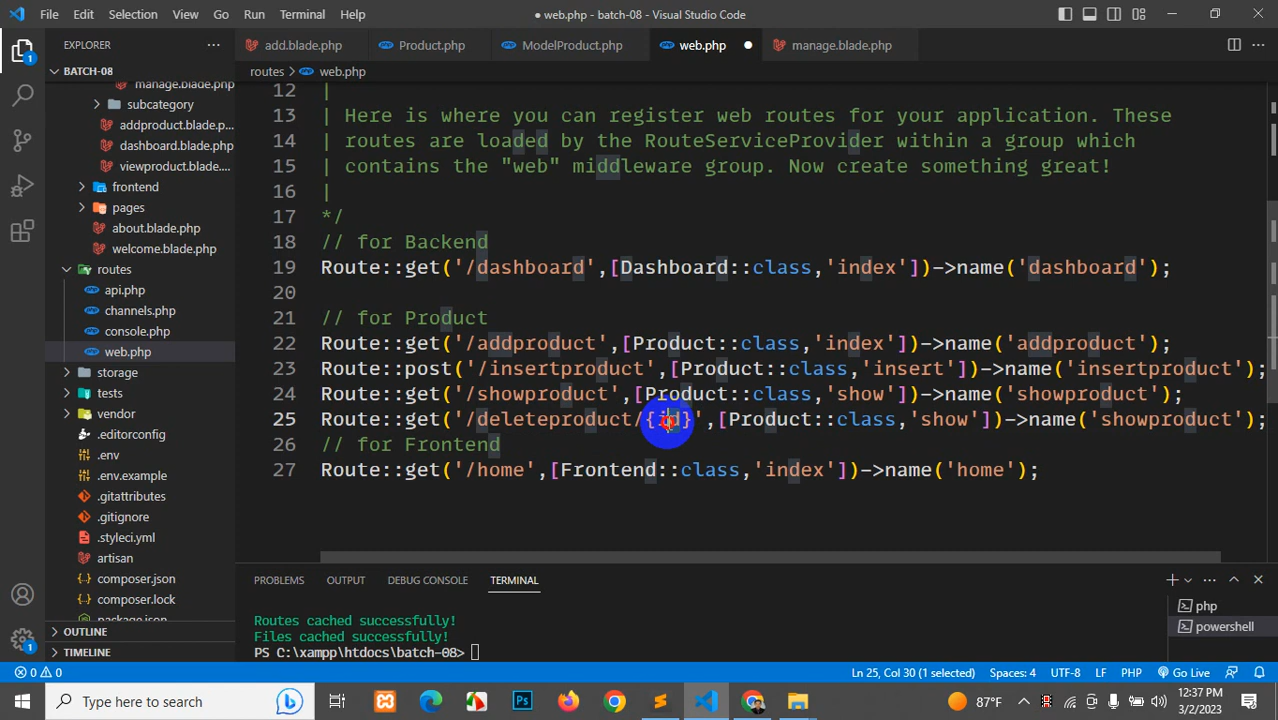 File Edit Selection View Go Run Terminal Help
● web.php - batch-08 - Visual Studio Code
EXPLORER
add.blade.php Product.php ModelProduct.php web.php manage.blade.php
BATCH-08
routes > web.php
manage.blade.php
subcategory
addproduct.blade.p...
dashboard.blade.php
viewproduct.blade....
frontend
pages
about.blade.php
welcome.blade.php
routes
api.php
channels.php
console.php
web.php
storage
tests
vendor
.editorconfig
.env
.env.example
.gitattributes
.gitignore
.styleci.yml
artisan
composer.json
composer.lock
package.json
OUTLINE
TIMELINE
12 |
13 | Here is where you can register web routes for your application. These
14 | routes are loaded by the RouteServiceProvider within a group which
15 | contains the "web" middleware group. Now create something great!
16 |
17 */
18 // for Backend
19 Route::get('/dashboard',[Dashboard::class,'index'])->name('dashboard');
20
21 // for Product
22 Route::get('/addproduct',[Product::class,'index'])->name('addproduct');
23 Route::post('/insertproduct',[Product::class,'insert'])->name('insertproduct');
24 Route::get('/showproduct',[Product::class,'show'])->name('showproduct');
25 Route::get('/deleteproduct/{id}',[Product::class,'show'])->name('showproduct');
26 // for Frontend
27 Route::get('/home',[Frontend::class,'index'])->name('home');
PROBLEMS OUTPUT DEBUG CONSOLE TERMINAL
Routes cached successfully!
Files cached successfully!
PS C:\xampp\htdocs\batch-08>
php
powershell
0 0 Ln 25, Col 30 (1 selected) Spaces: 4 UTF-8 LF PHP Go Live
Type here to search
87°F
12:37 PM
3/2/2023